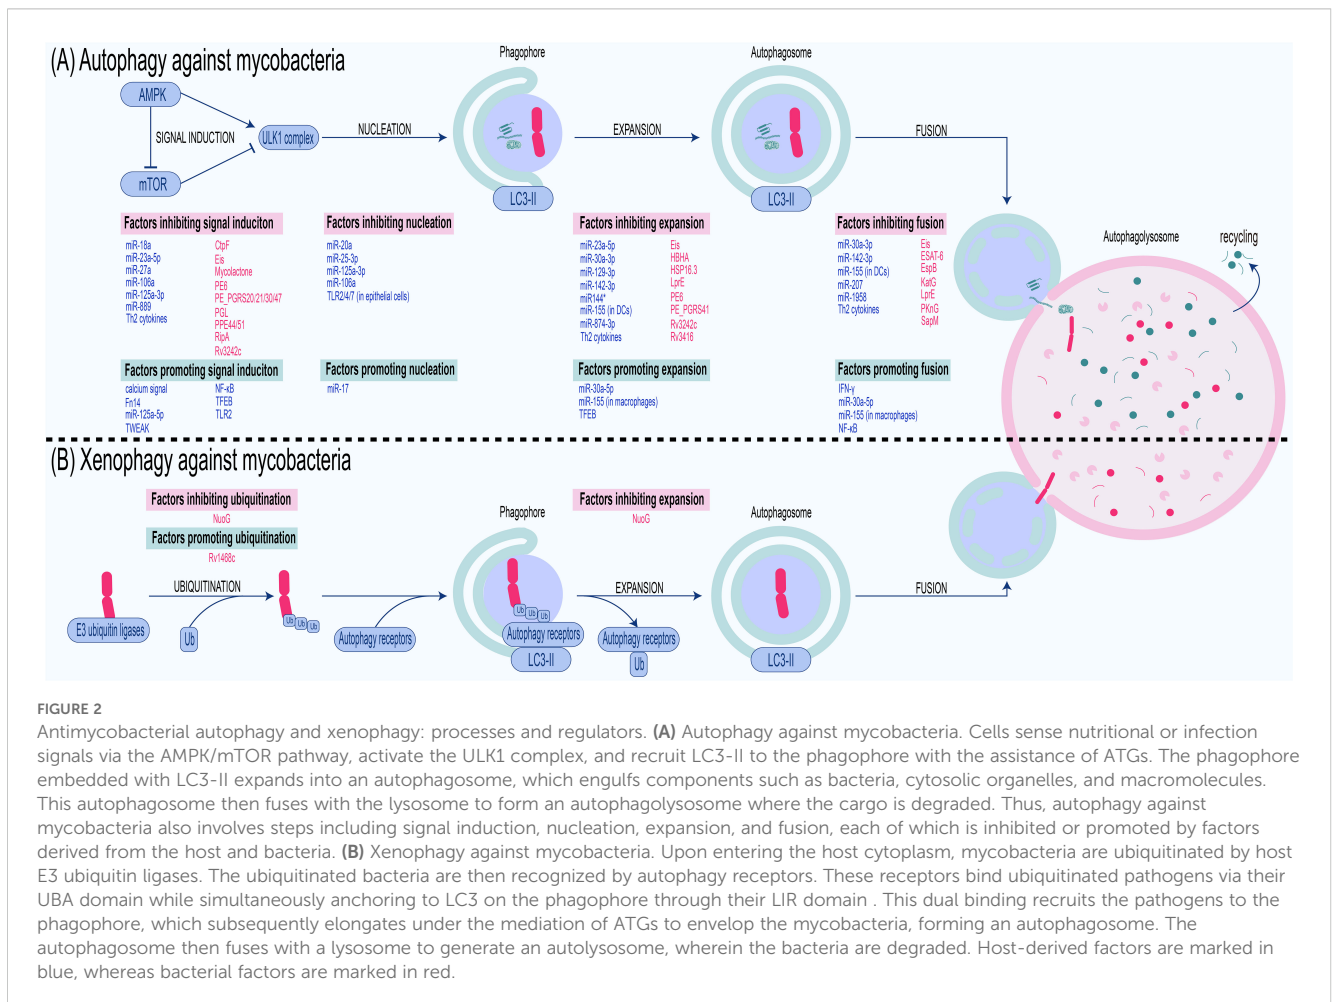 (A) Autophagy against mycobacteria
Phagophore
Autophagosome
AMPK
SIGNAL INDUCTION
ULK1 complex
mTOR
NUCLEATION
EXPANSION
FUSION
LC3-II
LC3-II
Factors inhibiting signal induciton
miR-18a
miR-23a-5p
miR-27a
miR-106a
miR-125a-3p
miR-889
Th2 cytokines
CtpF
Eis
Mycolactone
PE6
PE_PGRS20/21/30/47
PGL
PPE44/51
RipA
Rv3242c
Factors inhibiting nucleation
miR-20a
miR-25-3p
miR-125a-3p
miR-106a
TLR2/4/7 (in epithelial cells)
Factors inhibiting expansion
miR-23a-5p
miR-30a-3p
miR-129-3p
miR-142-3p
miR144*
miR-155 (in DCs)
miR-874-3p
Th2 cytokines
Eis
HBHA
HSP16.3
LprE
PE6
PE_PGRS41
Rv3242c
Rv3416
Factors inhibiting fusion
miR-30a-3p
miR-142-3p
miR-155 (in DCs)
miR-207
miR-1958
Th2 cytokines
Eis
ESAT-6
EspB
KatG
LprE
PKnG
SapM
Autophagolysosome
recycling
Factors promoting signal induciton
calcium signal
Fn14
miR-125a-5p
TWEAK
NF-κB
TFEB
TLR2
Factors promoting nucleation
miR-17
Factors promoting expansion
miR-30a-5p
miR-155 (in macrophages)
TFEB
Factors promoting fusion
IFN-γ
miR-30a-5p
miR-155 (in macrophages)
NF-κB
(B) Xenophagy against mycobacteria
Factors inhibiting ubiquitination
NuoG
Factors promoting ubiquitination
Rv1468c
Factors inhibiting expansion
NuoG
Phagophore
Autophagosome
UBIQUITINATION
EXPANSION
FUSION
E3 ubiquitin ligases
Ub
Ub Ub Ub
Autophagy receptors
Ub Ub Ub
Autophagy receptors
LC3-II
Autophagy receptors
Ub
LC3-II
FIGURE 2
Antimycobacterial autophagy and xenophagy: processes and regulators. (A) Autophagy against mycobacteria. Cells sense nutritional or infection
signals via the AMPK/mTOR pathway, activate the ULK1 complex, and recruit LC3-II to the phagophore with the assistance of ATGs. The phagophore
embedded with LC3-II expands into an autophagosome, which engulfs components such as bacteria, cytosolic organelles, and macromolecules.
This autophagosome then fuses with the lysosome to form an autophagolysosome where the cargo is degraded. Thus, autophagy against
mycobacteria also involves steps including signal induction, nucleation, expansion, and fusion, each of which is inhibited or promoted by factors
derived from the host and bacteria. (B) Xenophagy against mycobacteria. Upon entering the host cytoplasm, mycobacteria are ubiquitinated by host
E3 ubiquitin ligases. The ubiquitinated bacteria are then recognized by autophagy receptors. These receptors bind ubiquitinated pathogens via their
UBA domain while simultaneously anchoring to LC3 on the phagophore through their LIR domain . This dual binding recruits the pathogens to the
phagophore, which subsequently elongates under the mediation of ATGs to envelop the mycobacteria, forming an autophagosome. The
autophagosome then fuses with a lysosome to generate an autolysosome, wherein the bacteria are degraded. Host-derived factors are marked in
blue, whereas bacterial factors are marked in red.